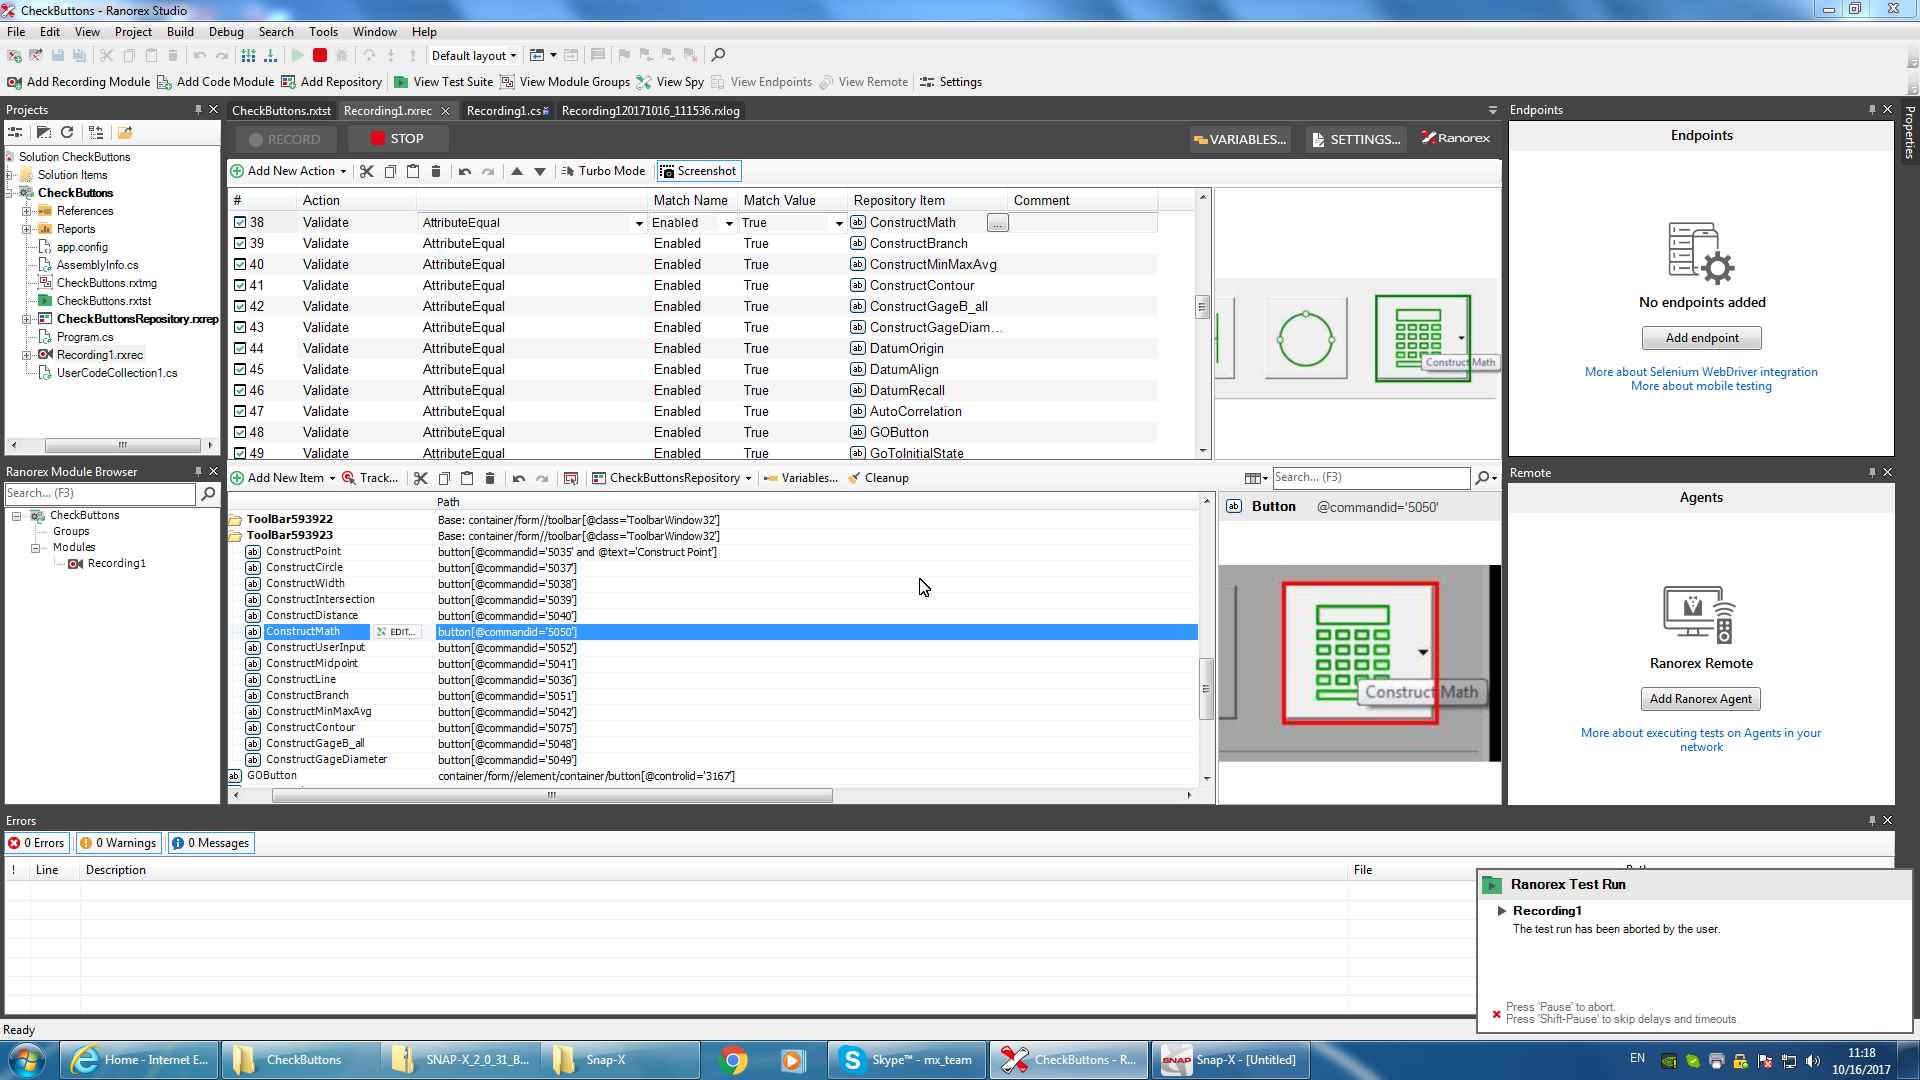 CheckButtons - Ranorex Studio
File Edit View Project Build Debug Search Tools Window Help
Default layout
Add Recording Module Add Code Module Add Repository View Test Suite View Module Groups View Spy View Endpoints View Remote Settings
Projects
CheckButtons.rxtst Recording1.rxrec Recording1.cs Recording120171016_111536.rxlog
RECORD STOP VARIABLES... SETTINGS... Ranorex
Add New Action Turbo Mode Screenshot
Solution CheckButtons
Solution Items
CheckButtons
References
Reports
app.config
AssemblyInfo.cs
CheckButtons.rxtmg
CheckButtons.rxtst
CheckButtonsRepository.rxrep
Program.cs
Recording1.rxrec
UserCodeCollection1.cs
# Action Match Name Match Value Repository Item Comment
38 Validate AttributeEqual Enabled True ConstructMath ...
39 Validate AttributeEqual Enabled True ConstructBranch
40 Validate AttributeEqual Enabled True ConstructMinMaxAvg
41 Validate AttributeEqual Enabled True ConstructContour
42 Validate AttributeEqual Enabled True ConstructGageB_all
43 Validate AttributeEqual Enabled True ConstructGageDiam...
44 Validate AttributeEqual Enabled True DatumOrigin
45 Validate AttributeEqual Enabled True DatumAlign
46 Validate AttributeEqual Enabled True DatumRecall
47 Validate AttributeEqual Enabled True AutoCorrelation
48 Validate AttributeEqual Enabled True GOButton
49 Validate AttributeEqual Enabled True GoToInitialState
Construct Math
Endpoints
Endpoints
No endpoints added
Add endpoint
More about Selenium WebDriver integration
More about mobile testing
Properties
Ranorex Module Browser
Search... (F3)
CheckButtons
Groups
Modules
Recording1
Add New Item Track... CheckButtonsRepository Variables... Cleanup Search... (F3)
Path
ToolBar593922 Base: container/form//toolbar[@class='ToolbarWindow32']
ToolBar593923 Base: container/form//toolbar[@class='ToolbarWindow32']
ConstructPoint button[@commandid='5035' and @text='Construct Point']
ConstructCircle button[@commandid='5037']
ConstructWidth button[@commandid='5038']
ConstructIntersection button[@commandid='5039']
ConstructDistance button[@commandid='5040']
ConstructMath EDIT... button[@commandid='5050']
ConstructUserInput button[@commandid='5052']
ConstructMidpoint button[@commandid='5041']
ConstructLine button[@commandid='5036']
ConstructBranch button[@commandid='5051']
ConstructMinMaxAvg button[@commandid='5042']
ConstructContour button[@commandid='5075']
ConstructGageB_all button[@commandid='5048']
ConstructGageDiameter button[@commandid='5049']
GOButton container/form//element/container/button[@controlid='3167']
Button @commandid='5050'
Construct Math
Remote
Agents
Ranorex Remote
Add Ranorex Agent
More about executing tests on Agents in your
network
Errors
0 Errors 0 Warnings 0 Messages
! Line Description File
Ranorex Test Run
Recording1
The test run has been aborted by the user.
Press 'Pause' to abort.
Press 'Shift-Pause' to skip delays and timeouts.
Ready
Home - Internet E... CheckButtons SNAP-X_2_0_31_B... Snap-X Skype™ - mx_team CheckButtons - R... SNAP Snap-X - [Untitled] EN 11:18
10/16/2017